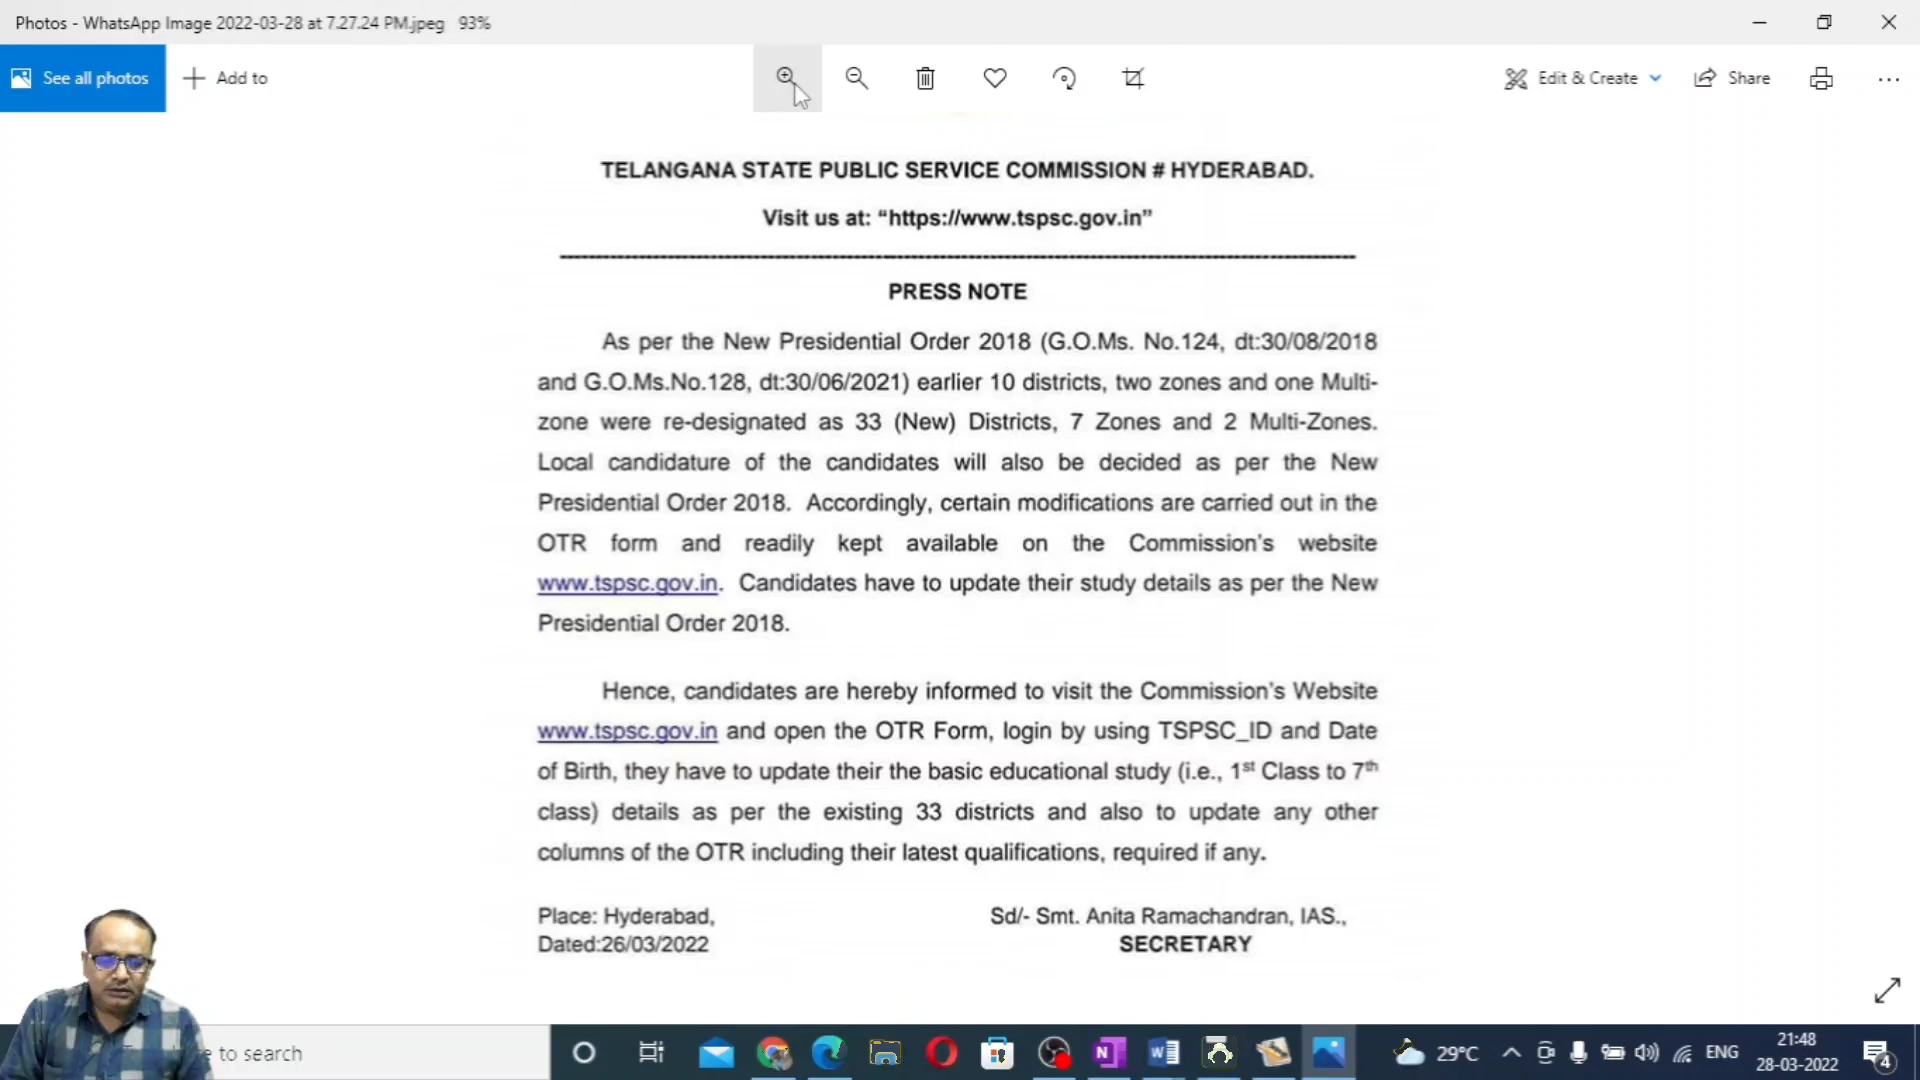 Photos - WhatsApp Image 2022-03-28 at 7.27.24 PM.jpeg 93%
See all photos
Add to
Edit & Create
Share
TELANGANA STATE PUBLIC SERVICE COMMISSION # HYDERABAD.
Visit us at: “https://www.tspsc.gov.in”
PRESS NOTE
As per the New Presidential Order 2018 (G.O.Ms. No.124, dt:30/08/2018
and G.O.Ms.No.128, dt:30/06/2021) earlier 10 districts, two zones and one Multi-
zone were re-designated as 33 (New) Districts, 7 Zones and 2 Multi-Zones.
Local candidature of the candidates will also be decided as per the New
Presidential Order 2018. Accordingly, certain modifications are carried out in the
OTR form and readily kept available on the Commission’s website
www.tspsc.gov.in. Candidates have to update their study details as per the New
Presidential Order 2018.
Hence, candidates are hereby informed to visit the Commission’s Website
www.tspsc.gov.in and open the OTR Form, login by using TSPSC_ID and Date
of Birth, they have to update their the basic educational study (i.e., 1st Class to 7th
class) details as per the existing 33 districts and also to update any other
columns of the OTR including their latest qualifications, required if any.
Place: Hyderabad,
Dated:26/03/2022
Sd/- Smt. Anita Ramachandran, IAS.,
SECRETARY
to search
29°C
ENG
21:48
28-03-2022
4